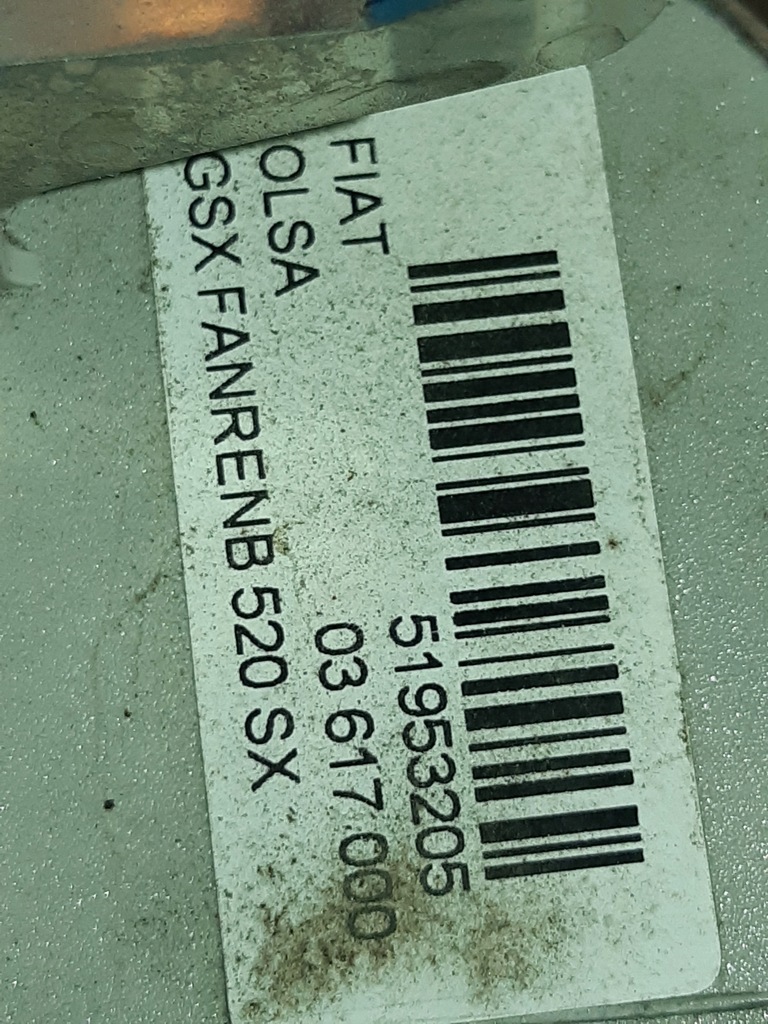 FIAT 51953205
OLSA 03 617 000
GSX FANRENB 520 SX